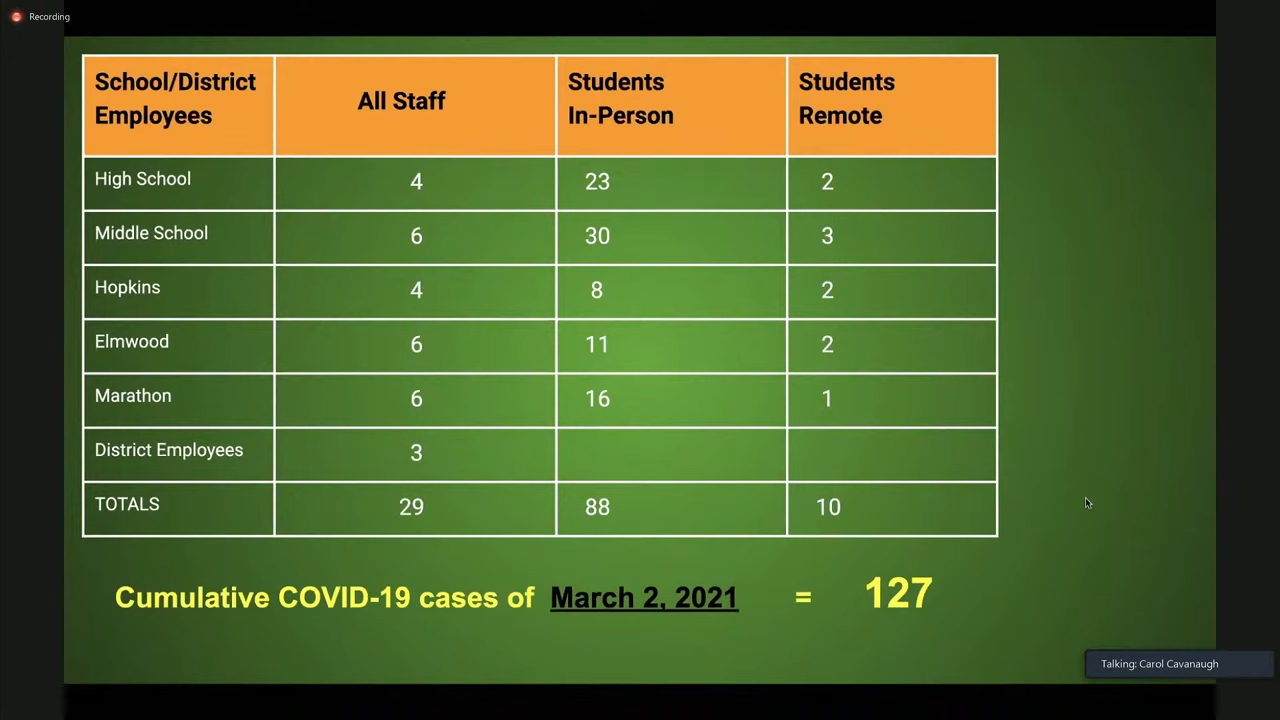 Recording
School/District Employees All Staff Students In-Person Students Remote
High School 4 23 2
Middle School 6 30 3
Hopkins 4 8 2
Elmwood 6 11 2
Marathon 6 16 1
District Employees 3
TOTALS 29 88 10
Cumulative COVID-19 cases of March 2, 2021 = 127
Talking: Carol Cavanaugh